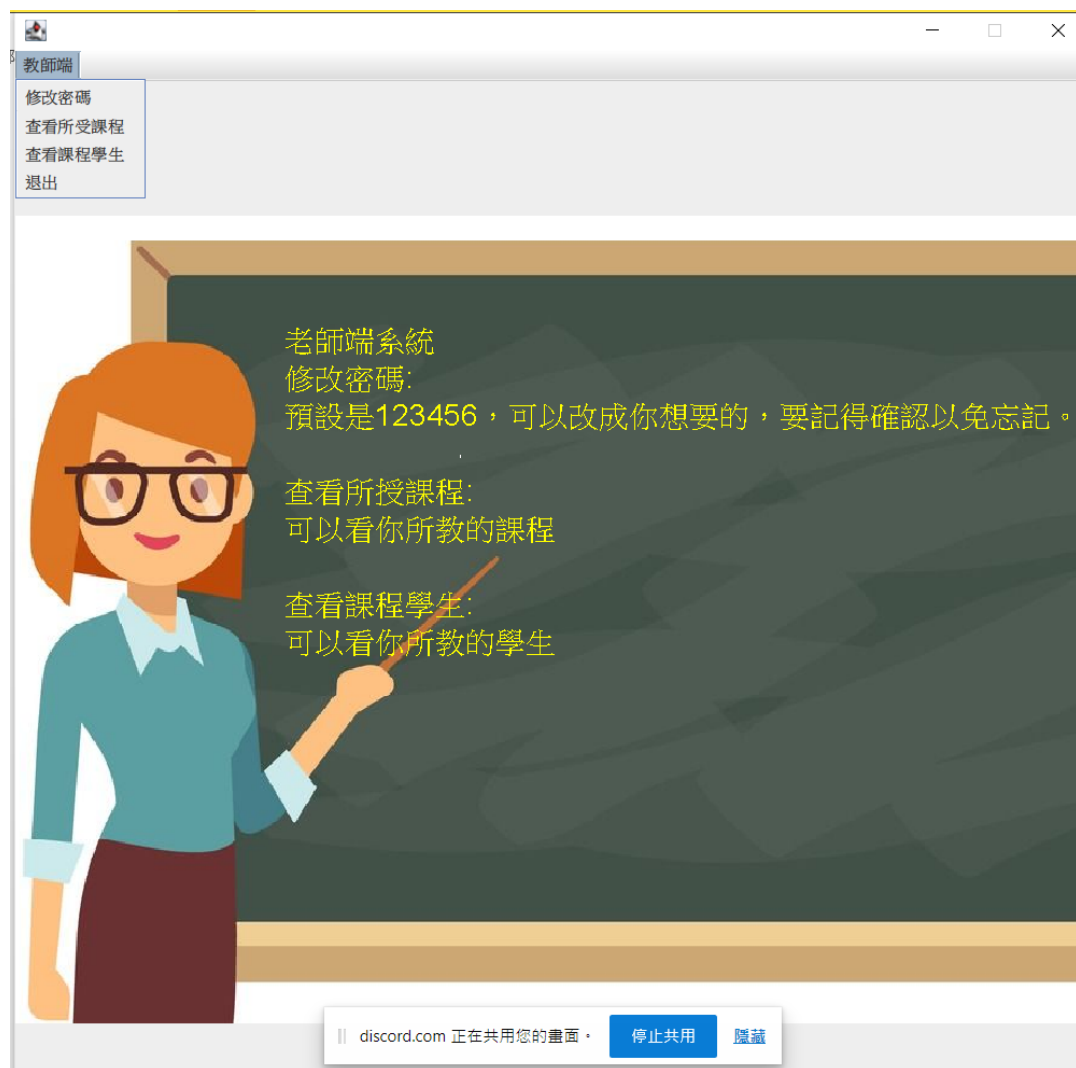 教師端
修改密碼
查看所受課程
查看課程學生
退出
老師端系統
修改密碼:
預設是123456，可以改成你想要的，要記得確認以免忘記。
查看所授課程:
可以看你所教的課程
查看課程學生:
可以看你所教的學生
discord.com 正在共用您的畫面。
停止共用
隱藏